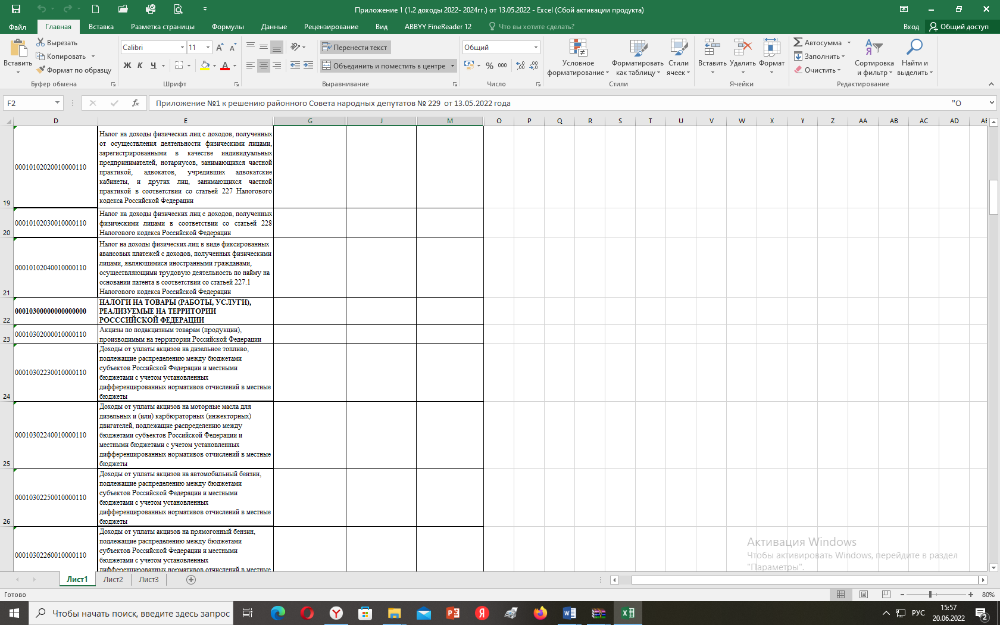 Приложение 1 (1.2 доходы 2022- 2024гг.) от 13.05.2022 - Excel (Сбой активации продукта)
Файл Главная Вставка Разметка страницы Формулы Данные Рецензирование Вид ABBYY FineReader 12 Что вы хотите сделать? Вход Общий доступ
Вставить
Вырезать
Копировать
Формат по образцу
Буфер обмена
Calibri 11
Ж К Ч А
Шрифт
Перенести текст
Объединить и поместить в центре
Выравнивание
Общий
% 000
Число
Условное форматирование
Форматировать как таблицу
Стили ячеек
Стили
Вставить Удалить Формат
Ячейки
Автосумма
Заполнить
Очистить
Сортировка и фильтр
Найти и выделить
Редактирование
F2 fx Приложение №1 к решению районного Совета народных депутатов № 229 от 13.05.2022 года "О
D E G J M O P Q R S T U V W X Y Z AA AB AC AD AE
19 00010102020010000110
Налог на доходы физических лиц с доходов, полученных
от осуществления деятельности физическими лицами,
зарегистрированными в качестве индивидуальных
предпринимателей, нотариусов, занимающихся частной
практикой, адвокатов, учредивших адвокатские
кабинеты, и других лиц, занимающихся частной
практикой в соответствии со статьей 227 Налогового
кодекса Российской Федерации
20 00010102030010000110
Налог на доходы физических лиц с доходов, полученных
физическими лицами в соответствии со статьей 228
Налогового кодекса Российской Федерации
21 00010102040010000110
Налог на доходы физических лиц в виде фиксированных
авансовых платежей с доходов, полученных физическими
лицами, являющимися иностранными гражданами,
осуществляющими трудовую деятельность по найму на
основании патента в соответствии со статьей 227.1
Налогового кодекса Российской Федерации
22 00010300000000000000
НАЛОГИ НА ТОВАРЫ (РАБОТЫ, УСЛУГИ),
РЕАЛИЗУЕМЫЕ НА ТЕРРИТОРИИ
РОСССИЙСКОЙ ФЕДЕРАЦИИ
23 00010302000010000110
Акцизы по подакцизным товарам (продукции),
производимым на территории Российской Федерации
24 00010302230010000110
Доходы от уплаты акцизов на дизельное топливо,
подлежащие распределению между бюджетами
субъектов Российской Федерации и местными
бюджетами с учетом установленных
дифференцированных нормативов отчислений в местные
бюджеты
25 00010302240010000110
Доходы от уплаты акцизов на моторные масла для
дизельных и (или) карбюраторных (инжекторных)
двигателей, подлежащие распределению между
бюджетами субъектов Российской Федерации и
местными бюджетами с учетом установленных
дифференцированных нормативов отчислений в местные
бюджеты
26 00010302250010000110
Доходы от уплаты акцизов на автомобильный бензин,
подлежащие распределению между бюджетами
субъектов Российской Федерации и местными
бюджетами с учетом установленных
дифференцированных нормативов отчислений в местные
бюджеты
00010302260010000110
Доходы от уплаты акцизов на прямогонный бензин,
подлежащие распределению между бюджетами
субъектов Российской Федерации и местными
бюджетами с учетом установленных
дифференцированных нормативов отчислений в местные
Активация Windows
Чтобы активировать Windows, перейдите в раздел
"Параметры".
Лист1 Лист2 Лист3
Готово 80%
Чтобы начать поиск, введите здесь запрос
РУС 15:57
20.06.2022 2